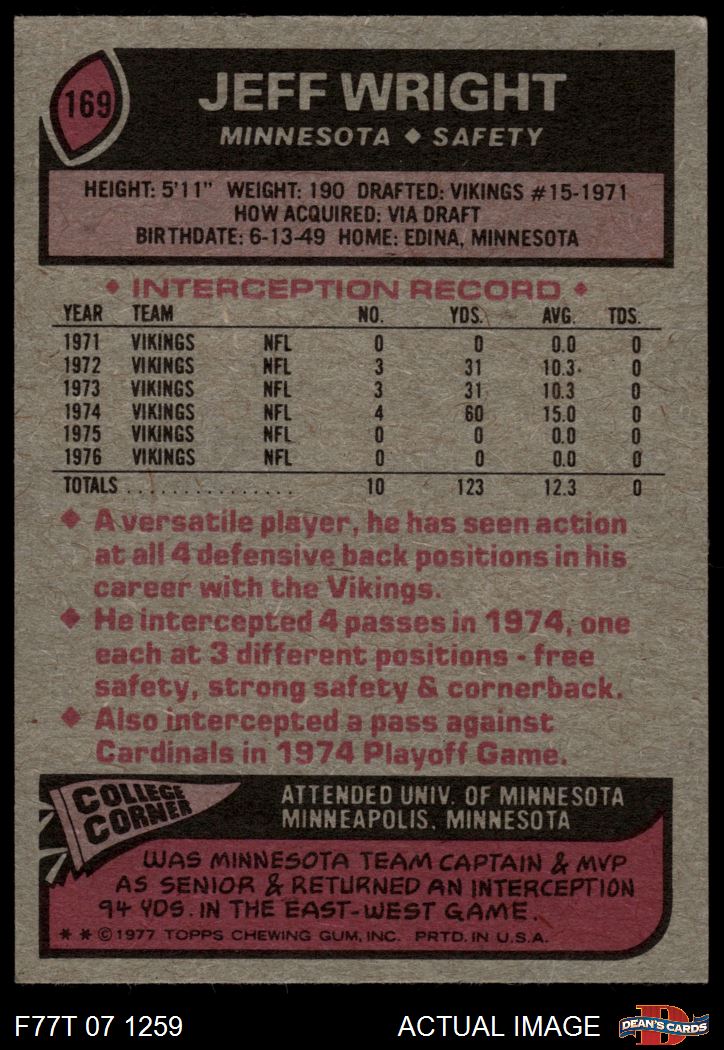 169
JEFF WRIGHT
MINNESOTA ◆ SAFETY
HEIGHT: 5'11" WEIGHT: 190 DRAFTED: VIKINGS #15-1971
HOW ACQUIRED: VIA DRAFT
BIRTHDATE: 6-13-49 HOME: EDINA, MINNESOTA
◆ INTERCEPTION RECORD ◆
YEAR TEAM NO. YDS. AVG. TDS.
1971 VIKINGS NFL 0 0 0.0 0
1972 VIKINGS NFL 3 31 10.3 0
1973 VIKINGS NFL 3 31 10.3 0
1974 VIKINGS NFL 4 60 15.0 0
1975 VIKINGS NFL 0 0 0.0 0
1976 VIKINGS NFL 0 0 0.0 0
TOTALS ................ 10 123 12.3 0
◆ A versatile player, he has seen action
at all 4 defensive back positions in his
career with the Vikings.
◆ He intercepted 4 passes in 1974, one
each at 3 different positions - free
safety, strong safety & cornerback.
◆ Also intercepted a pass against
Cardinals in 1974 Playoff Game.
COLLEGE
CORNER
ATTENDED UNIV. OF MINNESOTA
MINNEAPOLIS, MINNESOTA
WAS MINNESOTA TEAM CAPTAIN & MVP
AS SENIOR & RETURNED AN INTERCEPTION
94 YDS. IN THE EAST-WEST GAME.
* * © 1977 TOPPS CHEWING GUM, INC. PRTD. IN U.S.A.
F77T 07 1259
ACTUAL IMAGE
D
DEAN'S CARDS